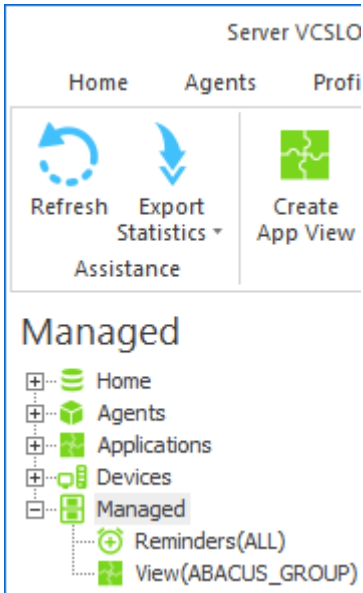 Server VCSLO
Home Agents Profi
Refresh Export Statistics Create App View
Assistance
Managed
Home
Agents
Applications
Devices
Managed
Reminders(ALL)
View(ABACUS_GROUP)